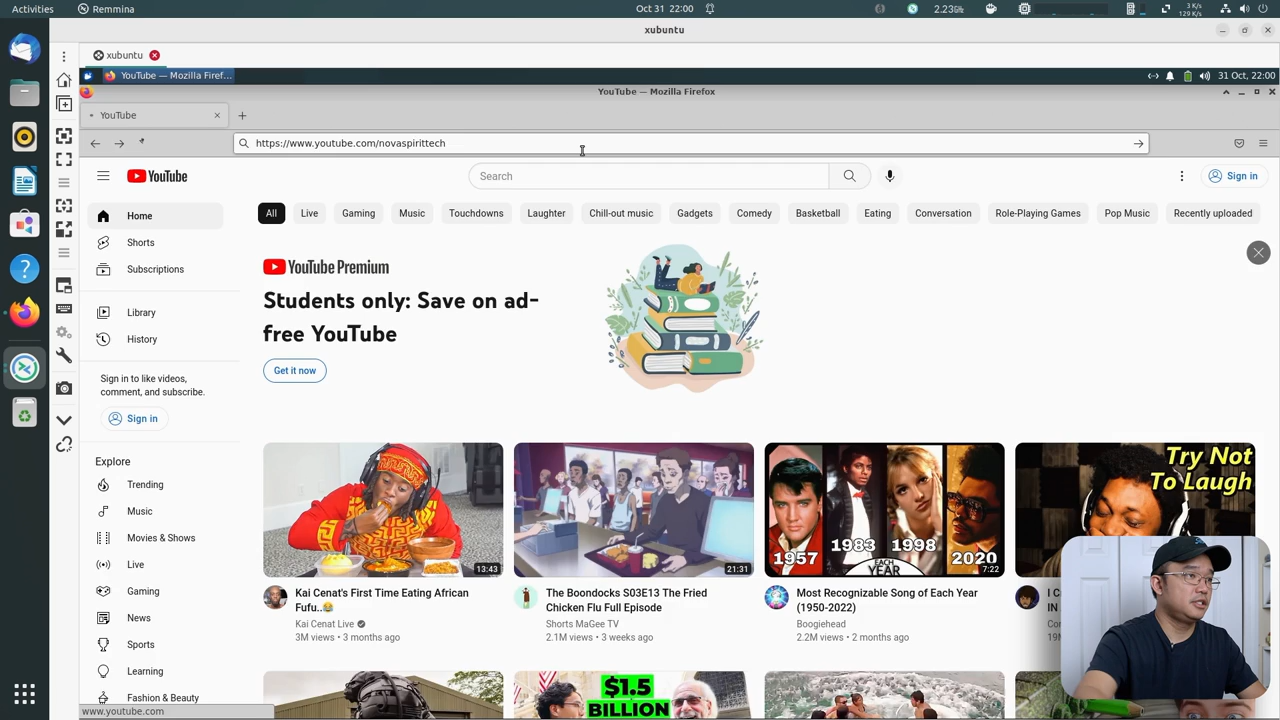 Activities
Remmina
Oct 31 22:00
2.23%
xubuntu
xubuntu
YouTube — Mozilla Firef...
31 Oct, 22:00
YouTube — Mozilla Firefox
YouTube
https://www.youtube.com/novaspirittech
YouTube
Search
Sign in
Home
All
Live
Gaming
Music
Touchdowns
Laughter
Chill-out music
Gadgets
Comedy
Basketball
Eating
Conversation
Role-Playing Games
Pop Music
Recently uploaded
Shorts
Subscriptions
Library
History
Sign in to like videos,
comment, and subscribe.
Sign in
Explore
Trending
Music
Movies & Shows
Live
Gaming
News
Sports
Learning
Fashion & Beauty
www.youtube.com
YouTube Premium
Students only: Save on ad-
free YouTube
Get it now
13:43
Kai Cenat's First Time Eating African
Fufu..😂
Kai Cenat Live
3M views • 3 months ago
21:31
The Boondocks S03E13 The Fried
Chicken Flu Full Episode
Shorts MaGee TV
2.1M views • 3 weeks ago
1957
1983
1998
2020
EACH
YEAR
7:22
Most Recognizable Song of Each Year
(1950-2022)
Boogiehead
2.2M views • 2 months ago
Try Not
To Laugh
$1.5
BILLION